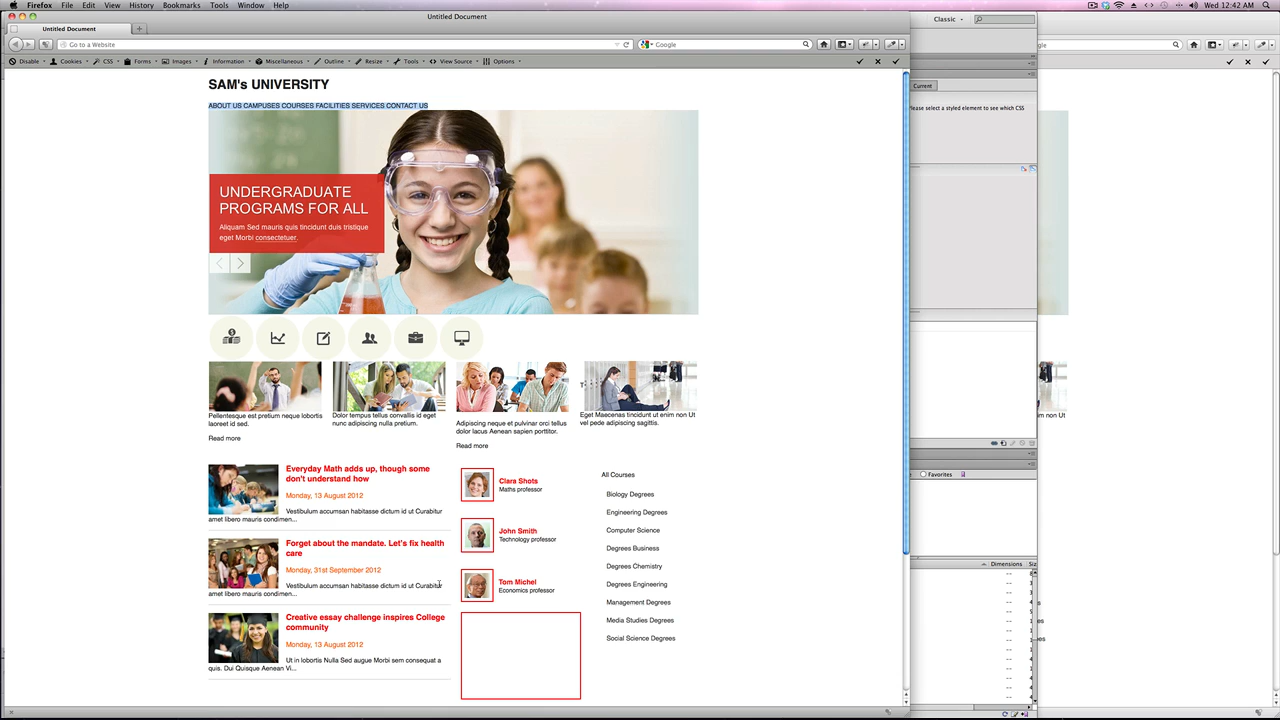 Firefox File Edit View History Bookmarks Tools Window Help
Wed 12:42 AM
Untitled Document
Classic
Untitled Document
Go to a Website
Google
Disable Cookies CSS Forms Images Information Miscellaneous Outline Resize Tools View Source Options
Current
SAM's UNIVERSITY
ABOUT US CAMPUSES COURSES FACILITIES SERVICES CONTACT US
Please select a styled element to see which CSS
UNDERGRADUATE
PROGRAMS FOR ALL
Aliquam Sed mauris quis tincidunt duis tristique
eget Morbi consectetuer.
Pellentesque est pretium neque lobortis
laoreet id sed.
Read more
Dolor tempus tellus convallis id eget
nunc adipiscing nulla pretium.
Adipiscing neque et pulvinar orci tellus
dolor lacus Aenean sapien porttitor.
Read more
Eget Maecenas tincidunt ut enim non Ut
vel pede adipiscing sagittis.
im non Ut
Favorites
Everyday Math adds up, though some
don't understand how
Monday, 13 August 2012
Vestibulum accumsan habitasse dictum id ut Curabitur
amet libero mauris condimen...
Forget about the mandate. Let's fix health
care
Monday, 31st September 2012
Vestibulum accumsan habitasse dictum id ut Curabitur
amet libero mauris condimen...
Creative essay challenge inspires College
community
Monday, 13 August 2012
Ut in lobortis Nulla Sed augue Morbi sem consequat a
quis. Dui Quisque Aenean Vi...
Clara Shots
Maths professor
John Smith
Technology professor
Tom Michel
Economics professor
All Courses
Biology Degrees
Engineering Degrees
Computer Science
Degrees Business
Degrees Chemistry
Degrees Engineering
Management Degrees
Media Studies Degrees
Social Science Degrees
Dimensions